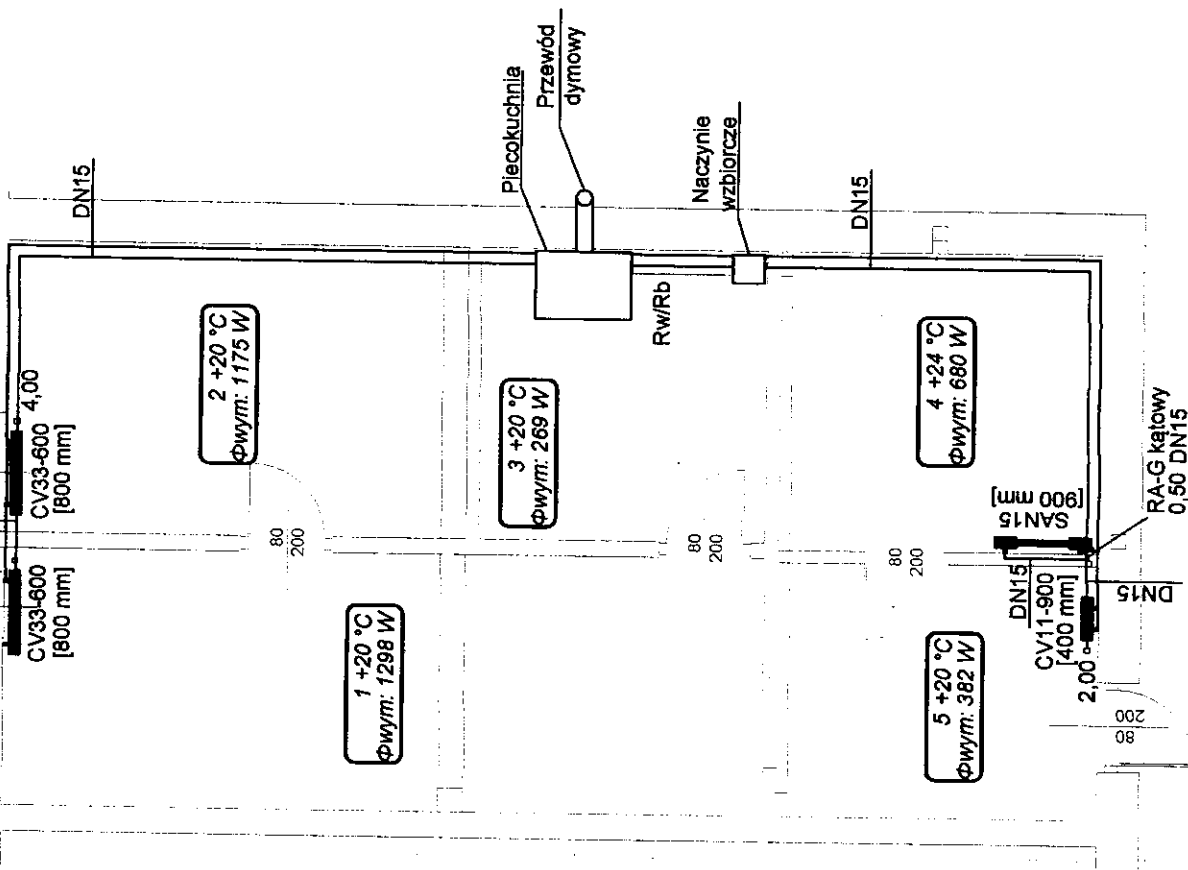 DN15
Piecokuchnia
Przewód
dymowy
Naczynie
wzbiorcze
DN15
Rw/Rb
4,00
CV33-600
[800 mm]
CV33-600
[800 mm]
2 +20 °C
Φwym: 1175 W
3 +20 °C
Φwym: 269 W
4 +24 °C
Φwym: 680 W
1 +20 °C
Φwym: 1298 W
5 +20 °C
Φwym: 382 W
80
200
80
200
80
200
80
200
SAN15
[900 mm]
RA-G kątowy
0,50 DN15
DN15
CV11-900
[400 mm]
DN15
2,00